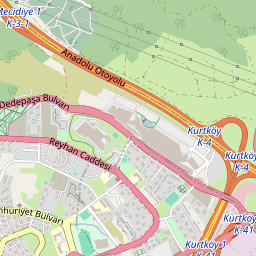 Mecidiye 1
K-3-1
Anadolu Otoyolu
Dedepaşa Bulvarı
Kurtköy
K-4
Reyhan Caddesi
Kurtköy
K-4
Kurtköy
K-41
mhuriyet Bulvarı
Kurtköy 1
K-41